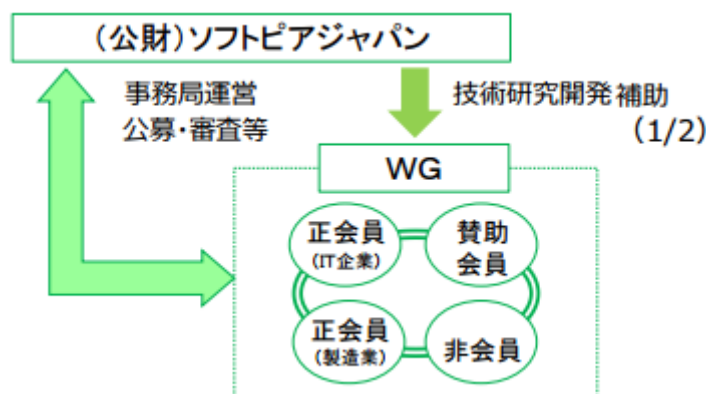 （公財）ソフトピアジャパン
事務局運営
公募・審査等
技術研究開発補助
（1/2）
WG
正会員
（IT企業）
賛助
会員
正会員
（製造業）
非会員